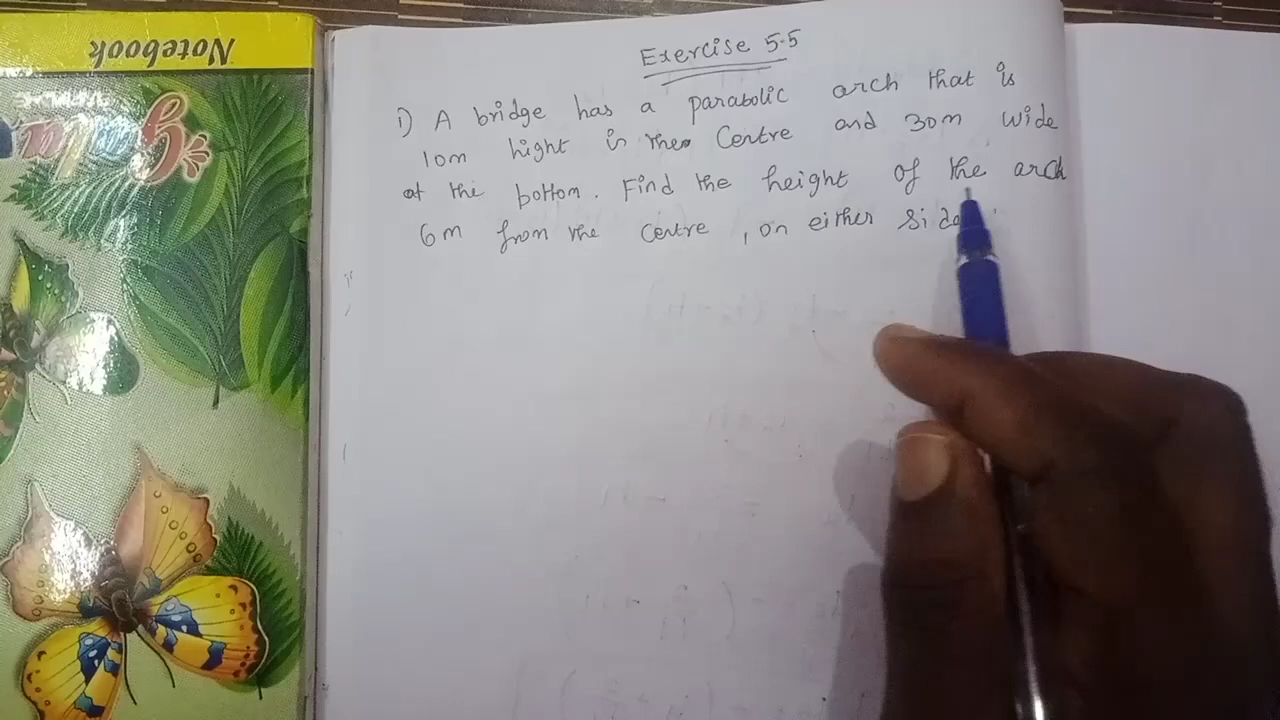 Notebook
Exercise 5.5
1) A bridge has a parabolic arch that is
10m hight in the Centre and 30m wide
at the bottom. Find the height of the arch
6m from the centre, on either side